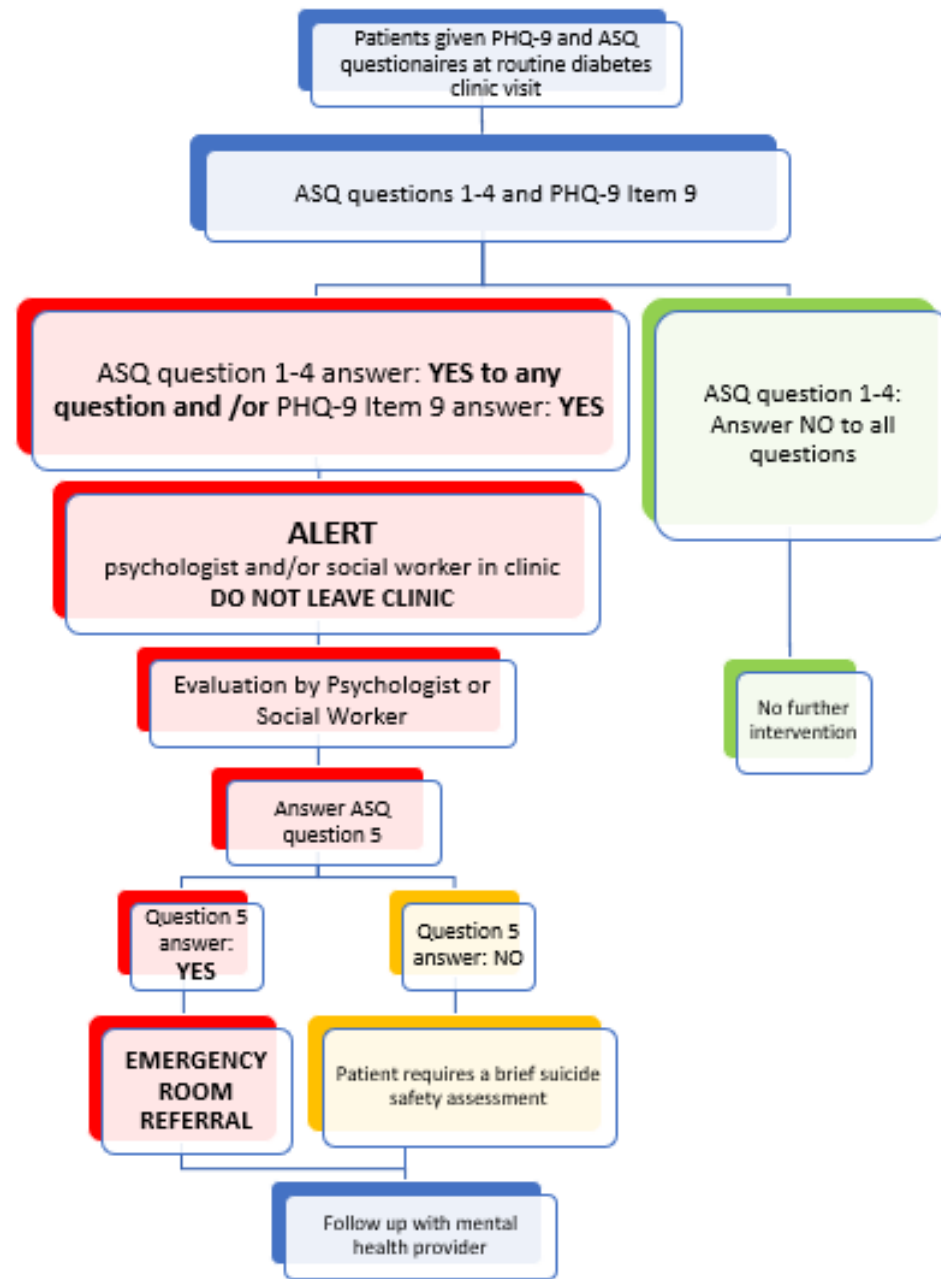 Patients given PHQ-9 and ASQ
questionaires at routine diabetes
clinic visit
ASQ questions 1-4 and PHQ-9 Item 9
ASQ question 1-4 answer: YES to any
question and /or PHQ-9 Item 9 answer: YES
ASQ question 1-4:
Answer NO to all
questions
ALERT
psychologist and/or social worker in clinic
DO NOT LEAVE CLINIC
Evaluation by Psychologist or
Social Worker
No further
intervention
Answer ASQ
question 5
Question 5
answer:
YES
Question 5
answer: NO
EMERGENCY
ROOM
REFERRAL
Patient requires a brief suicide
safety assessment
Follow up with mental
health provider